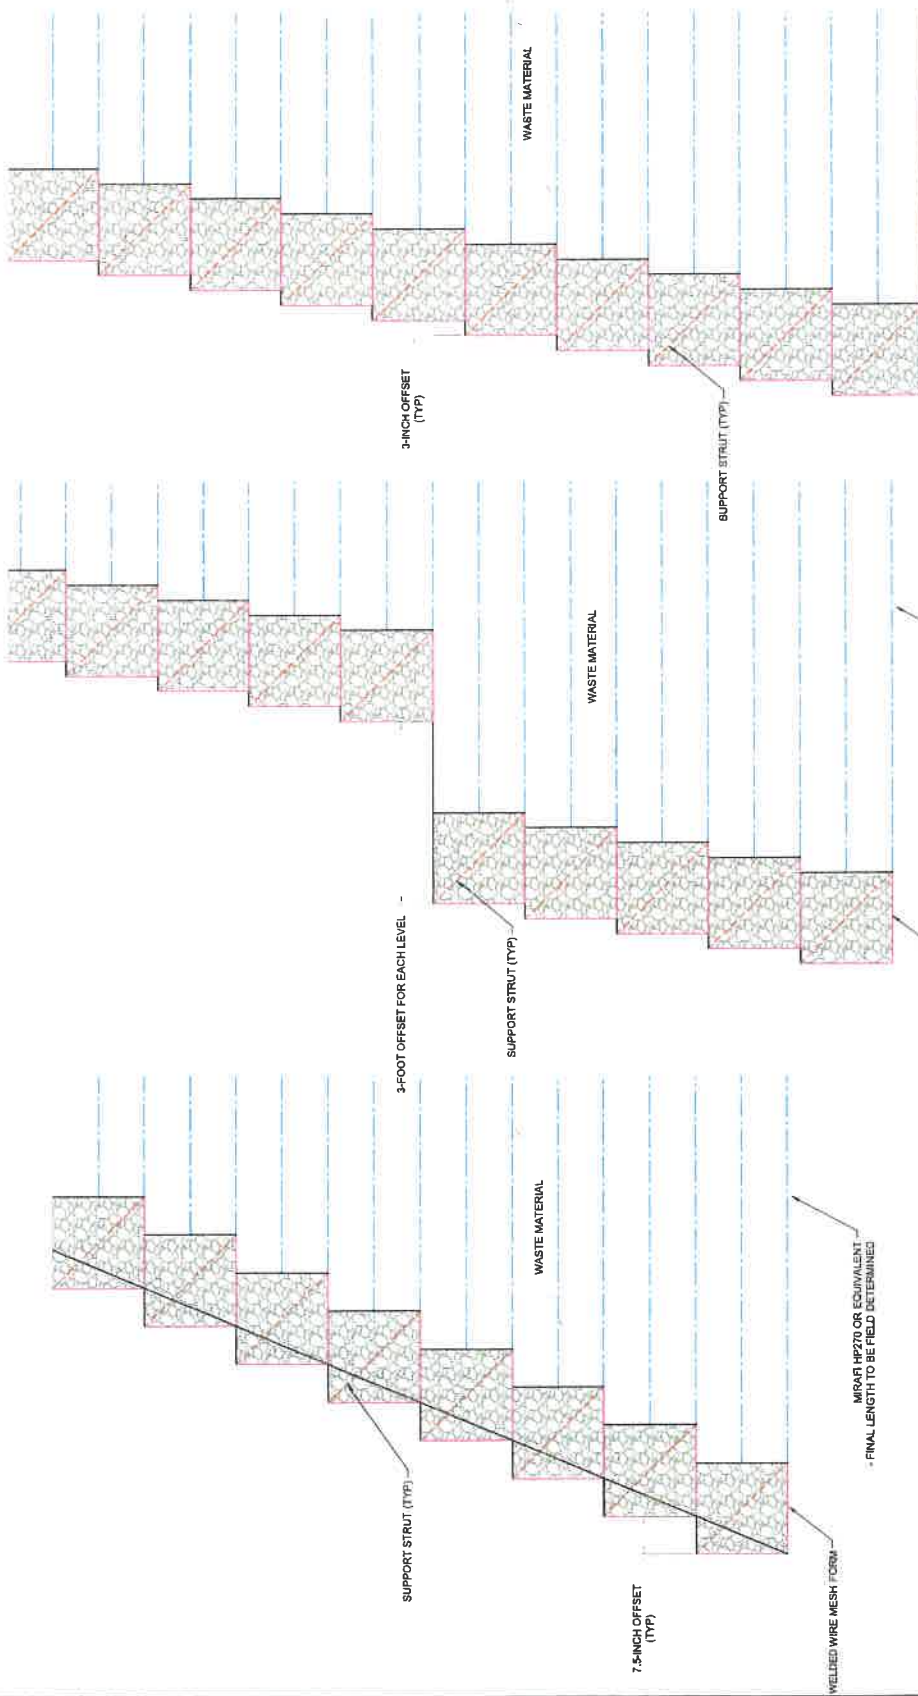 WASTE MATERIAL
3-INCH OFFSET
(TYP)
SUPPORT STRUT (TYP)
WASTE MATERIAL
3-FOOT OFFSET FOR EACH LEVEL
SUPPORT STRUT (TYP)
WASTE MATERIAL
SUPPORT STRUT (TYP)
7.5-INCH OFFSET
(TYP)
MIRAFI HP270 OR EQUIVALENT
- FINAL LENGTH TO BE FIELD DETERMINED
WELDED WIRE MESH FORM